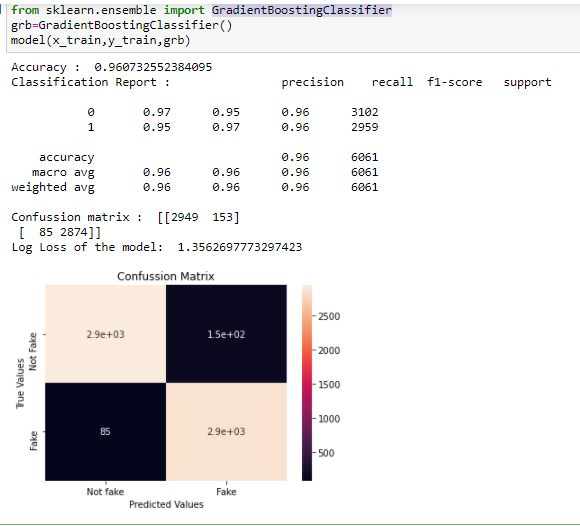 from sklearn.ensemble import GradientBoostingClassifier
grb=GradientBoostingClassifier()
model(x_train,y_train,grb)
Accuracy :  0.960732552384095
Classification Report :                precision    recall  f1-score   support
0       0.97      0.95      0.96      3102
1       0.95      0.97      0.96      2959
accuracy                           0.96      6061
macro avg       0.96      0.96      0.96      6061
weighted avg       0.96      0.96      0.96      6061
Confussion matrix :  [[2949  153]
[  85 2874]]
Log Loss of the model:  1.3562697773297423
Confussion Matrix
True Values
Not Fake
Fake
2.9e+03
1.5e+02
85
2.9e+03
Not fake
Fake
Predicted Values
2500
2000
1500
1000
500